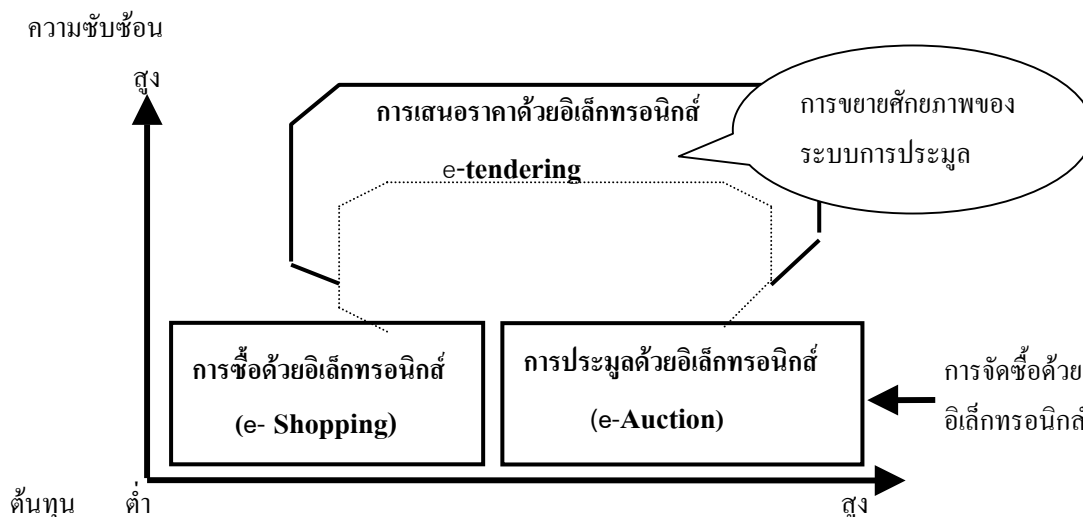 ความซับซ้อน
สูง
การเสนอราคาด้วยอิเล็กทรอนิกส์
e-tendering
การขยายศักยภาพของ
ระบบการประมูล
การซื้อด้วยอิเล็กทรอนิกส์
(e- Shopping)
การประมูลด้วยอิเล็กทรอนิกส์
(e-Auction)
การจัดซื้อด้วย
อิเล็กทรอนิกส์
ต้นทุน ต่ำ สูง